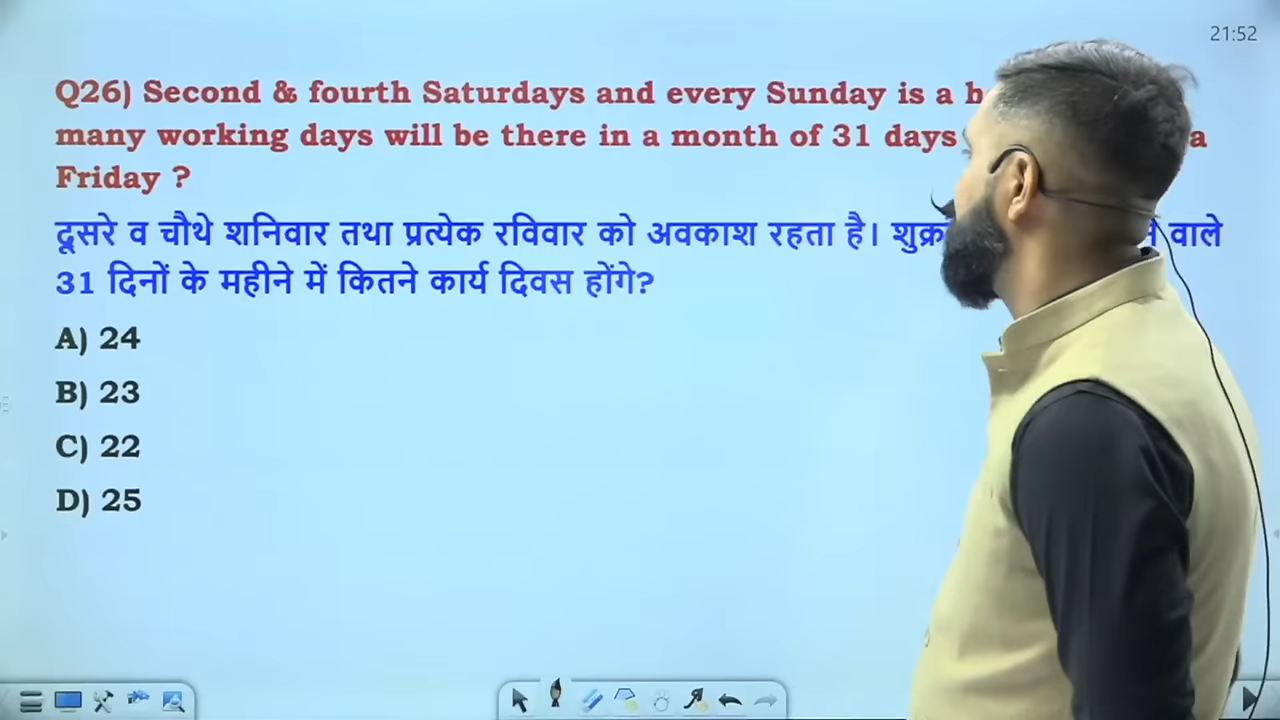 21:52
Q26) Second & fourth Saturdays and every Sunday is a
many working days will be there in a month of 31 days a
Friday ?
दूसरे व चौथे शनिवार तथा प्रत्येक रविवार को अवकाश रहता है। वाले
31 दिनों के महीने में कितने कार्य दिवस होंगे?
A) 24
B) 23
C) 22
D) 25